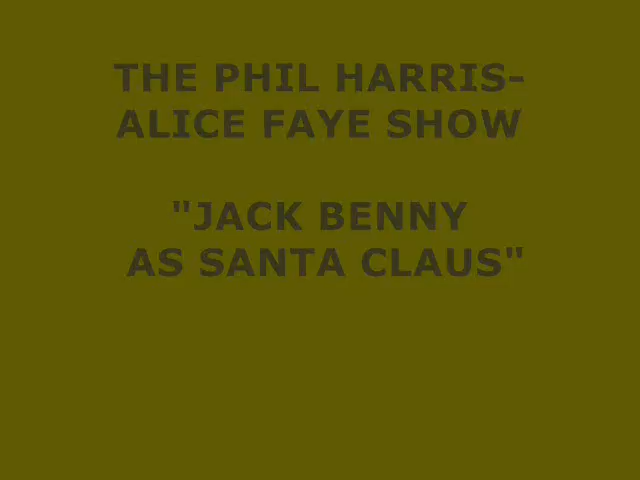 THE PHIL HARRIS-
ALICE FAYE SHOW
"JACK BENNY
AS SANTA CLAUS"